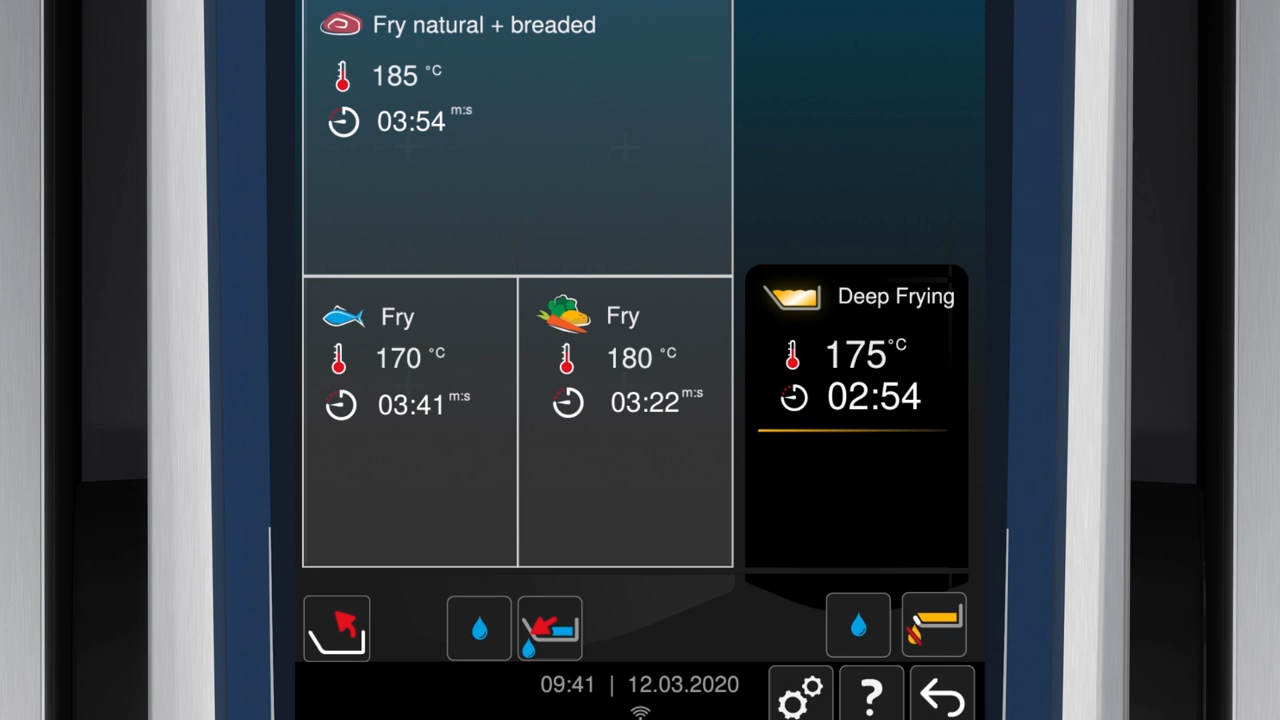 Fry natural + breaded
185 °C
03:54 m:s
Fry
170 °C
03:41 m:s
Fry
180 °C
03:22 m:s
Deep Frying
175°C
02:54
09:41 | 12.03.2020
?